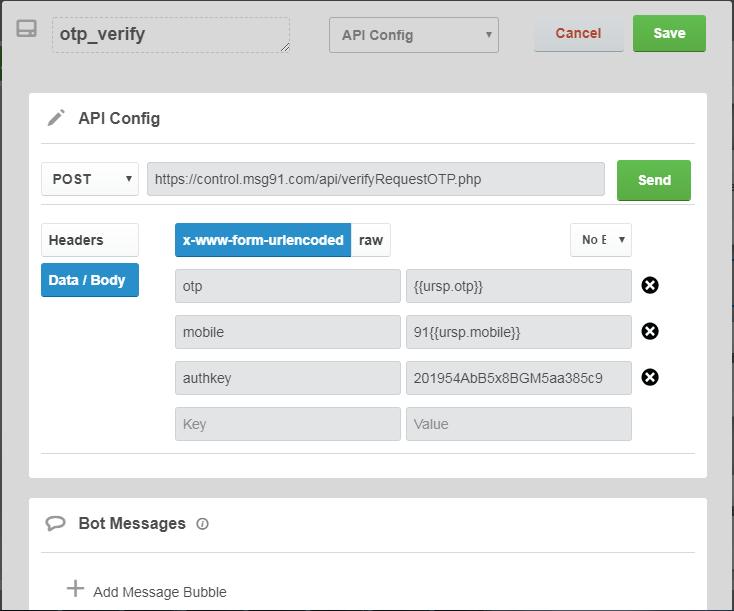 otp_verify API Config Cancel Save
API Config
POST https://control.msg91.com/api/verifyRequestOTP.php Send
Headers x-www-form-urlencoded raw No E
Data / Body
otp {{ursp.otp}}
mobile 91{{ursp.mobile}}
authkey 201954AbB5x8BGM5aa385c9
Key Value
Bot Messages
Add Message Bubble